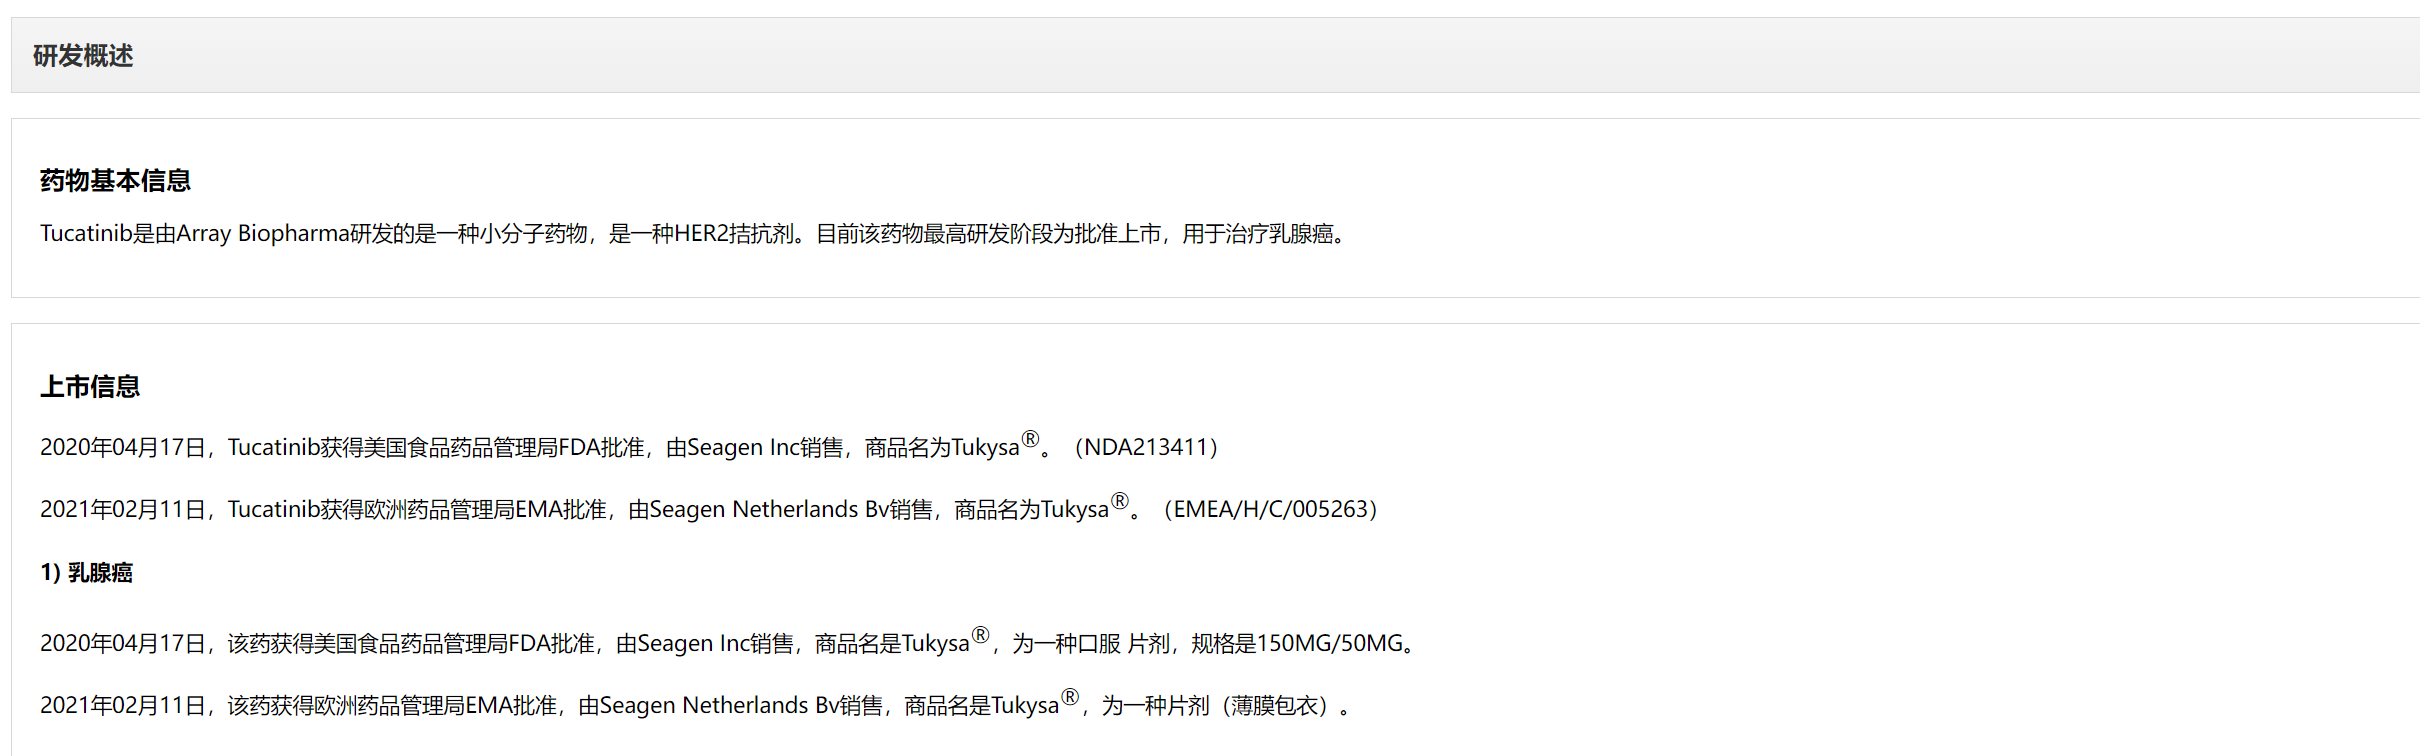 研发概述
药物基本信息
Tucatinib是由Array Biopharma研发的是一种小分子药物，是一种HER2拮抗剂。目前该药物最高研发阶段为批准上市，用于治疗乳腺癌。
上市信息
2020年04月17日，Tucatinib获得美国食品药品管理局FDA批准，由Seagen Inc销售，商品名为Tukysa®。（NDA213411）
2021年02月11日，Tucatinib获得欧洲药品管理局EMA批准，由Seagen Netherlands Bv销售，商品名为Tukysa®。（EMEA/H/C/005263）
1) 乳腺癌
2020年04月17日，该药获得美国食品药品管理局FDA批准，由Seagen Inc销售，商品名是Tukysa®，为一种口服 片剂，规格是150MG/50MG。
2021年02月11日，该药获得欧洲药品管理局EMA批准，由Seagen Netherlands Bv销售，商品名是Tukysa®，为一种片剂（薄膜包衣）。